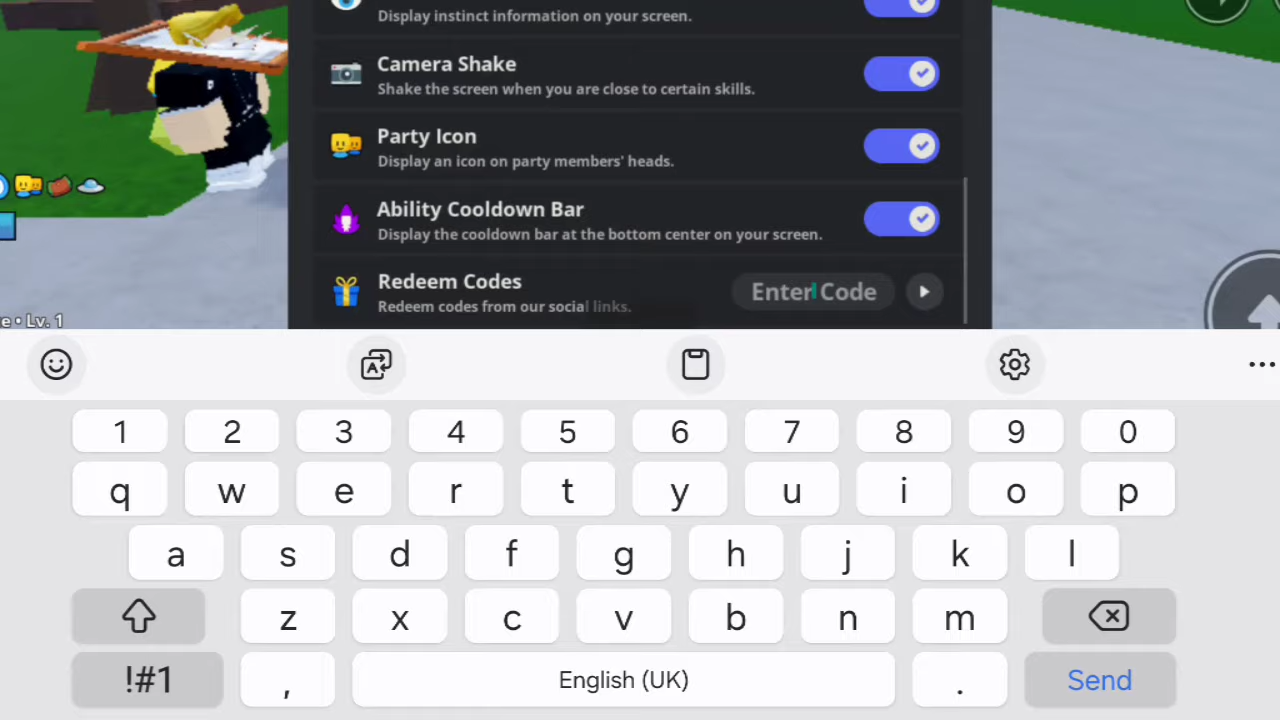 Display instinct information on your screen.
Camera Shake
Shake the screen when you are close to certain skills.
Party Icon
Display an icon on party members' heads.
Ability Cooldown Bar
Display the cooldown bar at the bottom center on your screen.
Redeem Codes
Redeem codes from our social links.
Enter Code
e • Lv. 1
1 2 3 4 5 6 7 8 9 0
q w e r t y u i o p
a s d f g h j k l
z x c v b n m
!#1 , English (UK) . Send